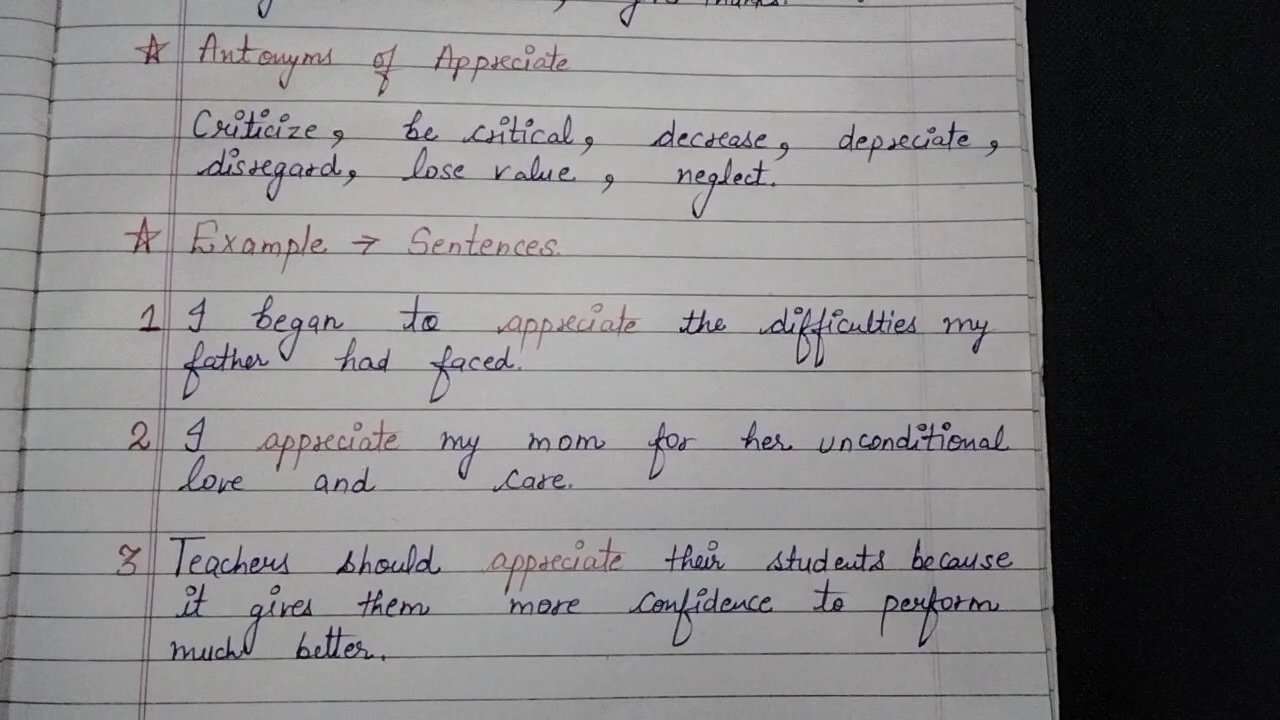 ☆ Antonyms of Appreciate
Criticize, be critical, decrease, depreciate,
disregard, lose value, neglect.
☆ Example → Sentences.
1 I began to appreciate the difficulties my
father had faced.
2 I appreciate my mom for her unconditional
love and care.
3 Teachers should appreciate their students because
it gives them more confidence to perform
much better.